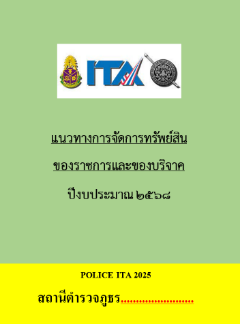 ITA
แนวทางการจัดการทรัพย์สิน
ของราชการและของบริจาค
ปีงบประมาณ ๒๕๖๘
POLICE ITA 2025
สถานีตำรวจภูธร........................